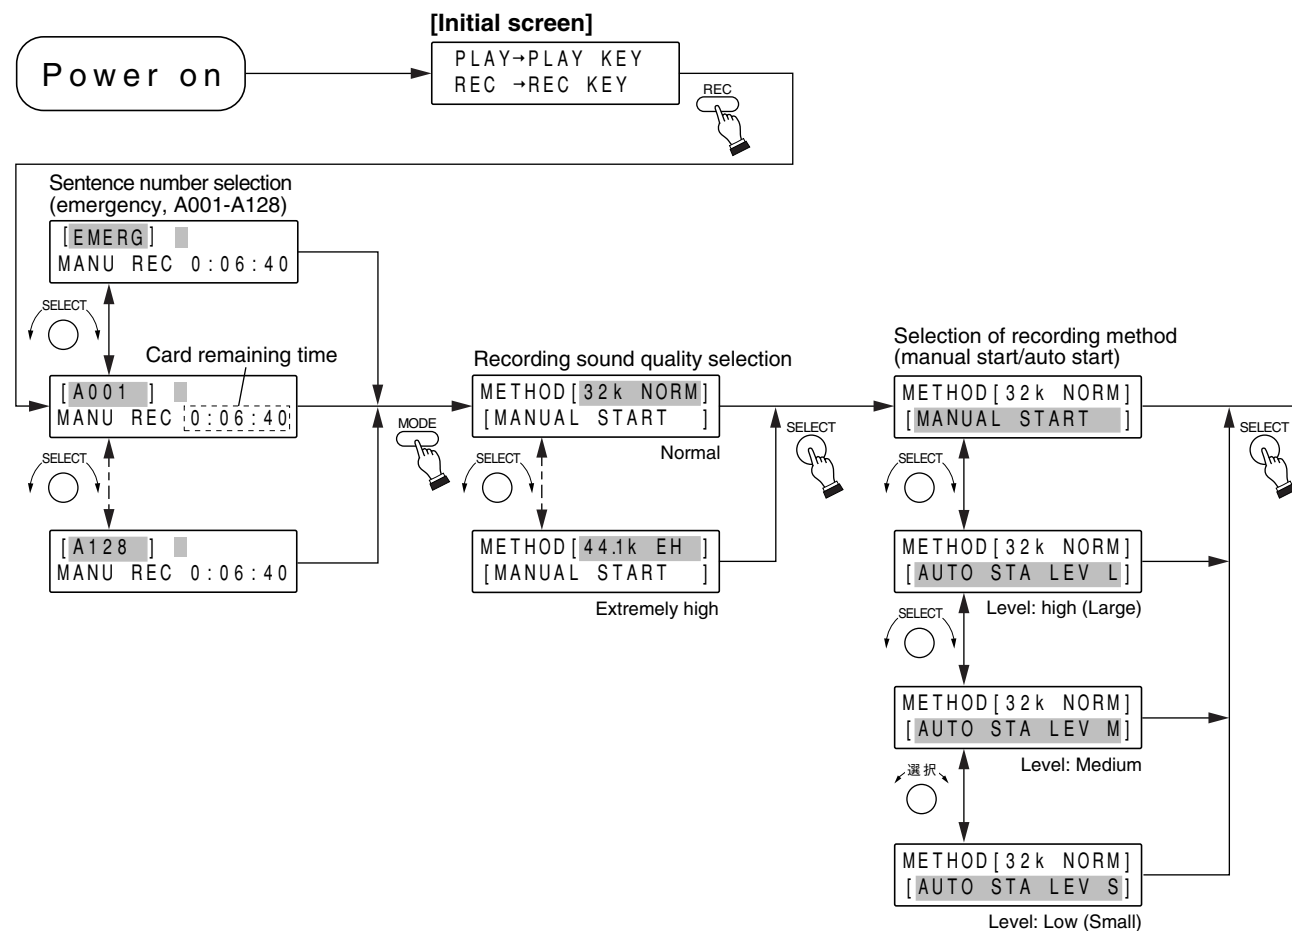 [Initial screen]
Power on
PLAY→PLAY KEY
REC →REC KEY
REC
Sentence number selection
(emergency, A001-A128)
[EMERG]
MANU REC 0:06:40
SELECT
Card remaining time
[A001 ]
MANU REC 0:06:40
SELECT
[A128 ]
MANU REC 0:06:40
MODE
Recording sound quality selection
METHOD[32k NORM]
[MANUAL START ]
Normal
SELECT
METHOD[44.1k EH ]
[MANUAL START ]
Extremely high
SELECT
Selection of recording method
(manual start/auto start)
METHOD[32k NORM]
[MANUAL START ]
SELECT
METHOD[32k NORM]
[AUTO STA LEV L]
Level: high (Large)
SELECT
METHOD[32k NORM]
[AUTO STA LEV M]
Level: Medium
選択
METHOD[32k NORM]
[AUTO STA LEV S]
Level: Low (Small)
SELECT